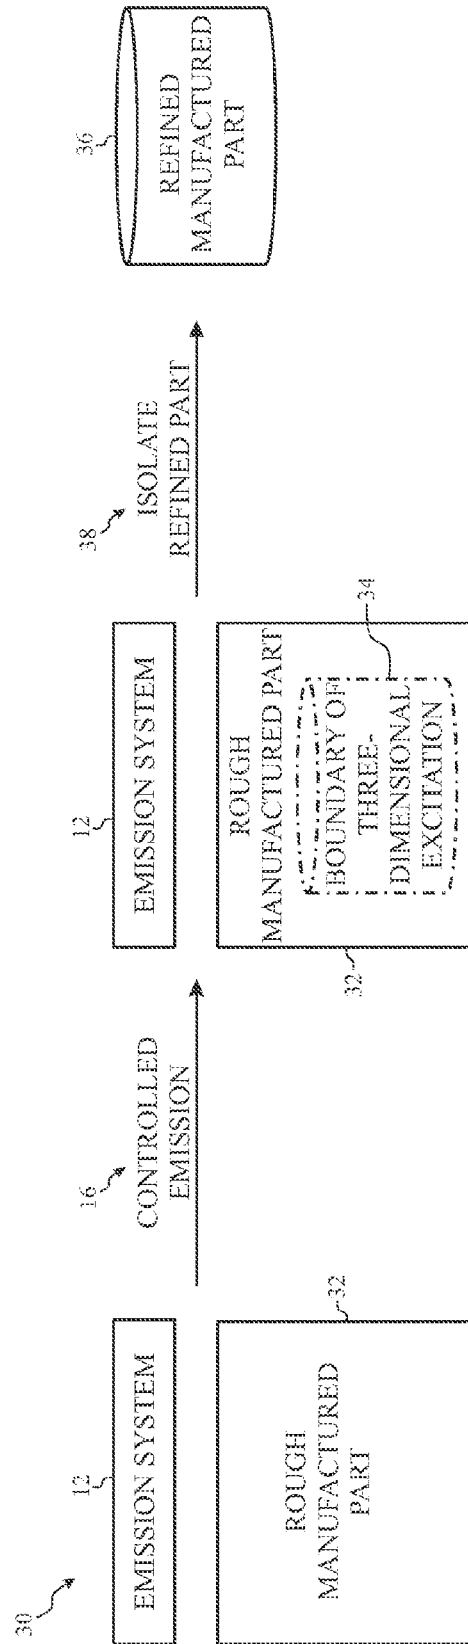 30
12
EMISSION SYSTEM
ROUGH
MANUFACTURED
PART
32
16
CONTROLLED
EMISSION
12
EMISSION SYSTEM
ROUGH
MANUFACTURED PART
BOUNDARY OF
THREE-
DIMENSIONAL
EXCITATION
32
34
38
ISOLATE
REFINED PART
36
REFINED
MANUFACTURED
PART